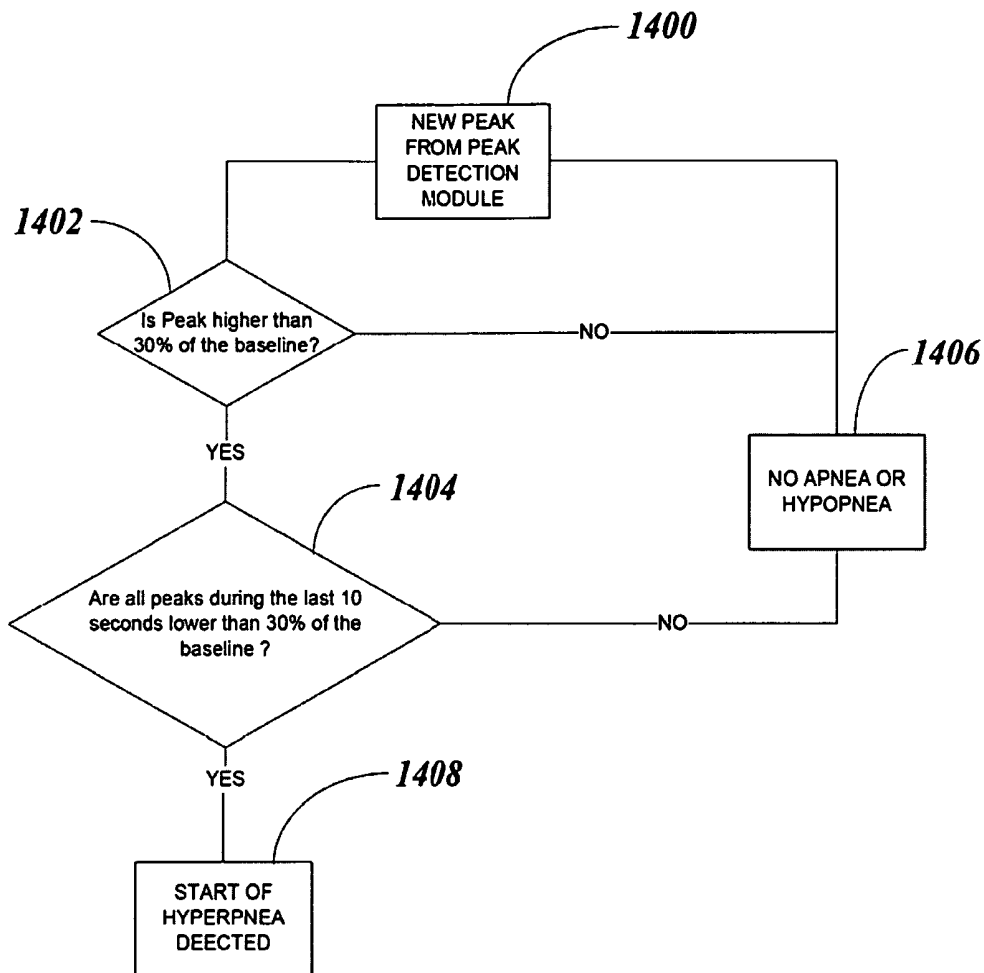 1400
NEW PEAK
FROM PEAK
DETECTION
MODULE
1402
Is Peak higher than
30% of the baseline?
NO
1406
YES
NO APNEA OR
HYPOPNEA
1404
Are all peaks during the last 10
seconds lower than 30% of the
baseline ?
NO
YES
1408
START OF
HYPERPNEA
DEECTED